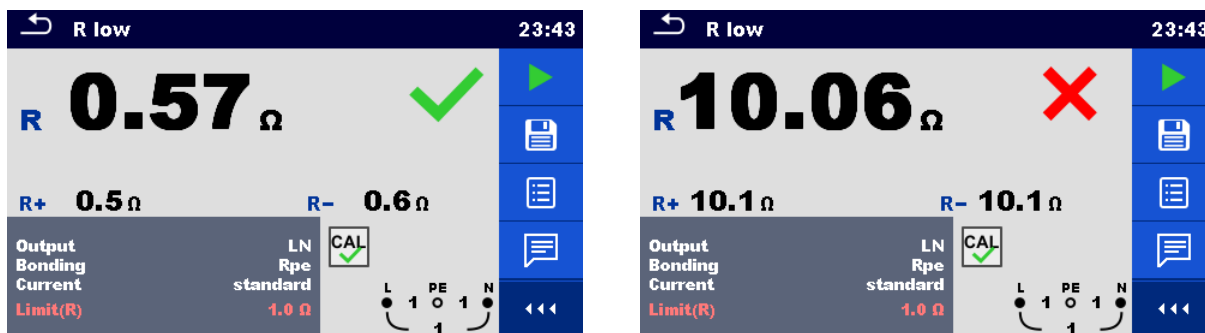 R low 23:43
R 0.57 Ω
R+ 0.5 Ω R– 0.6 Ω
Output LN
Bonding Rpe
Current standard
Limit(R) 1.0 Ω
CAL
L PE N
1 1
1
R low 23:43
R 10.06 Ω
R+ 10.1 Ω R– 10.1 Ω
Output LN
Bonding Rpe
Current standard
Limit(R) 1.0 Ω
CAL
L PE N
1 1
1